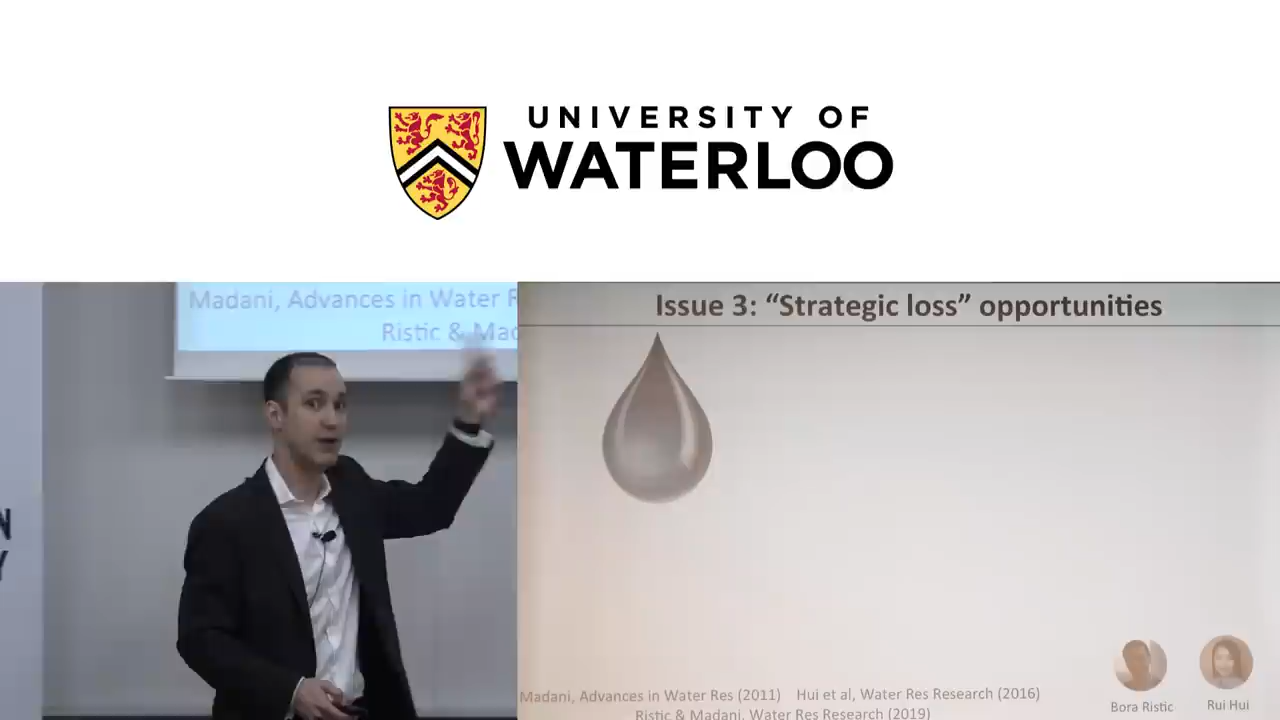 UNIVERSITY OF
WATERLOO
Madani, Advances in Water R
Ristic & Mad
N
Y
Issue 3: “Strategic loss” opportunities
Madani, Advances in Water Res (2011) Hui et al, Water Res Research (2016)
Ristic & Madani, Water Res Research (2019)
Bora Ristic
Rui Hui